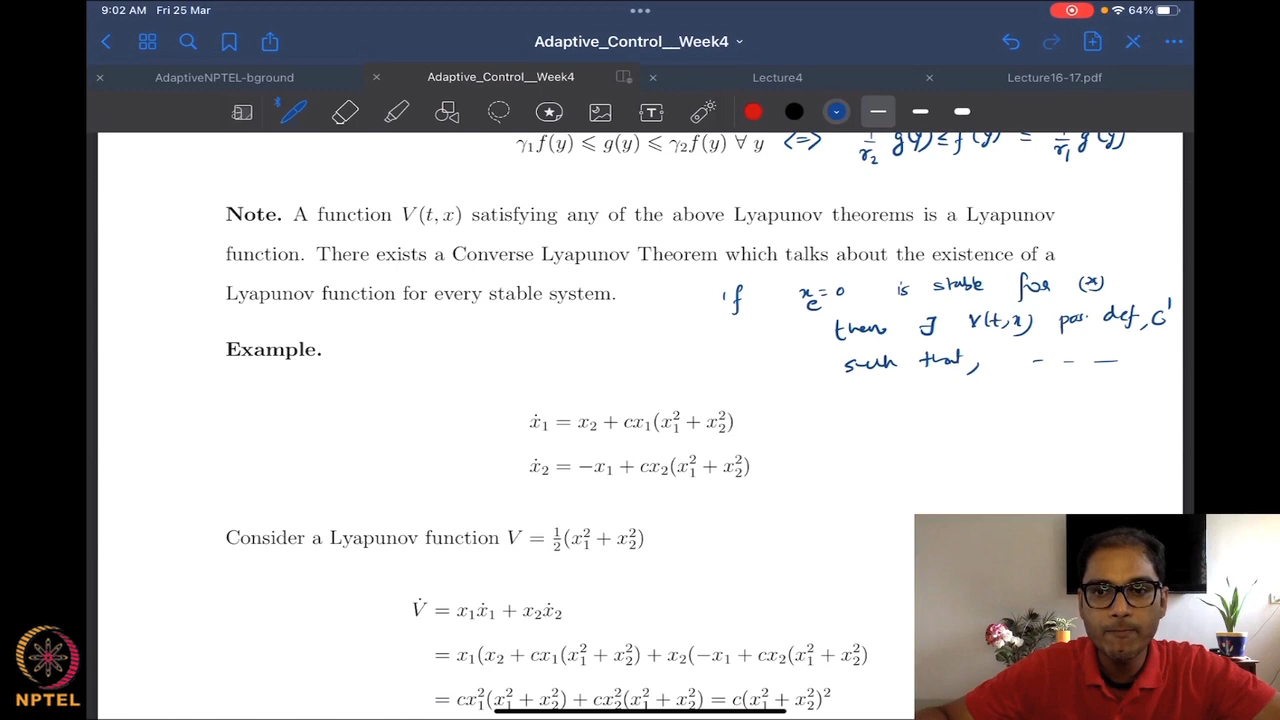 9:02 AM Fri 25 Mar
64%
Adaptive_Control__Week4
AdaptiveNPTEL-bground
Adaptive_Control__Week4
Lecture4
Lecture16-17.pdf
γ₁f(y) ⩽ g(y) ⩽ γ₂f(y) ∀ y <=> 1/γ₂ g(y) ≤ f(y) ≤ 1/γ₁ g(y)
Note. A function V(t, x) satisfying any of the above Lyapunov theorems is a Lyapunov
function. There exists a Converse Lyapunov Theorem which talks about the existence of a
Lyapunov function for every stable system.
if xₑ = 0 is stable for (*)
then ∃ V(t,x) pos. def, C¹
such that, - - —
Example.
ẋ₁ = x₂ + cx₁(x₁² + x₂²)
ẋ₂ = −x₁ + cx₂(x₁² + x₂²)
Consider a Lyapunov function V = ½(x₁² + x₂²)
V̇ = x₁ẋ₁ + x₂ẋ₂
= x₁(x₂ + cx₁(x₁² + x₂²) + x₂(−x₁ + cx₂(x₁² + x₂²)
= cx₁²(x₁² + x₂²) + cx₂²(x₁² + x₂²) = c(x₁² + x₂²)²
NPTEL